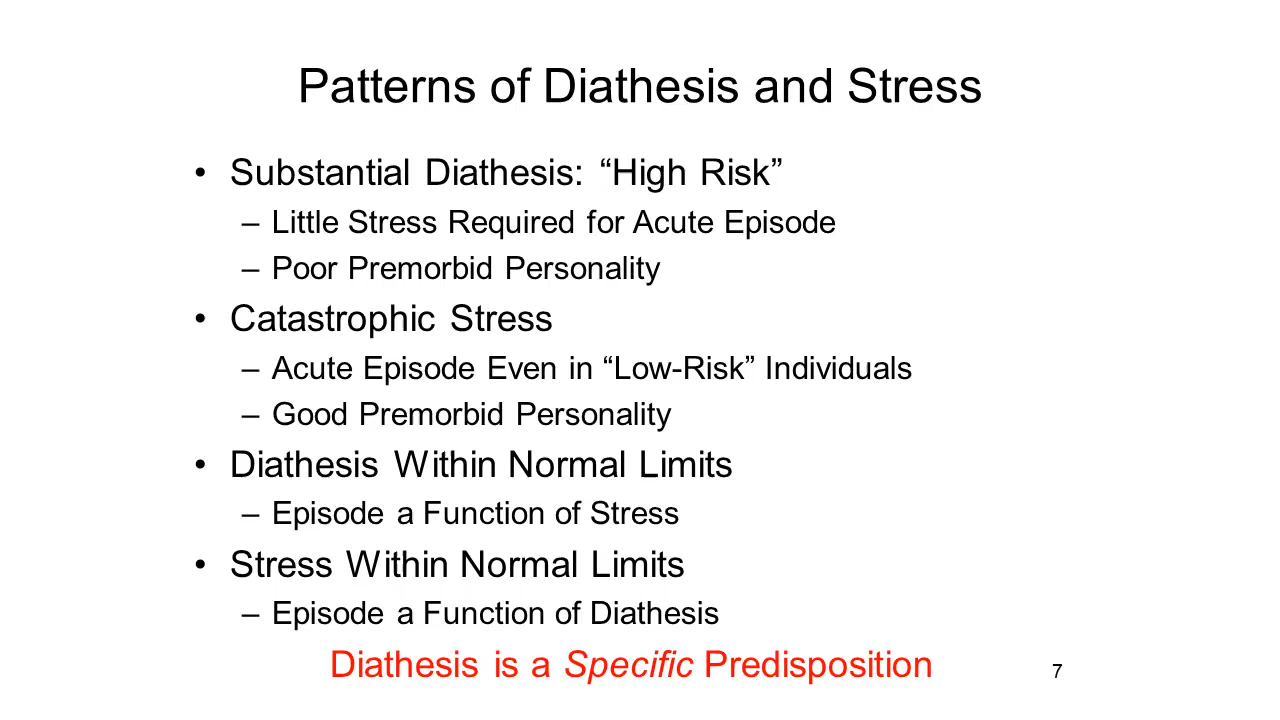 Patterns of Diathesis and Stress
• Substantial Diathesis: “High Risk”
– Little Stress Required for Acute Episode
– Poor Premorbid Personality
• Catastrophic Stress
– Acute Episode Even in “Low-Risk” Individuals
– Good Premorbid Personality
• Diathesis Within Normal Limits
– Episode a Function of Stress
• Stress Within Normal Limits
– Episode a Function of Diathesis
Diathesis is a Specific Predisposition
7